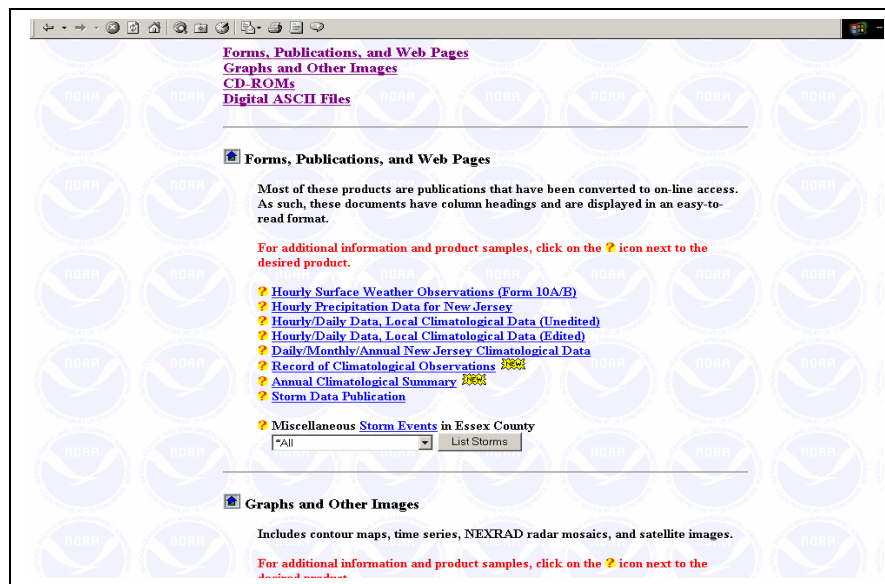 Forms, Publications, and Web Pages
Graphs and Other Images
CD-ROMs
Digital ASCII Files
Forms, Publications, and Web Pages
Most of these products are publications that have been converted to on-line access.
As such, these documents have column headings and are displayed in an easy-to-
read format.
For additional information and product samples, click on the ? icon next to the
desired product.
? Hourly Surface Weather Observations (Form 10A/B)
? Hourly Precipitation Data for New Jersey
? Hourly/Daily Data, Local Climatological Data (Unedited)
? Hourly/Daily Data, Local Climatological Data (Edited)
? Daily/Monthly/Annual New Jersey Climatological Data
? Record of Climatological Observations NEW
? Annual Climatological Summary NEW
? Storm Data Publication
? Miscellaneous Storm Events in Essex County
*All List Storms
Graphs and Other Images
Includes contour maps, time series, NEXRAD radar mosaics, and satellite images.
For additional information and product samples, click on the ? icon next to the
desired product.